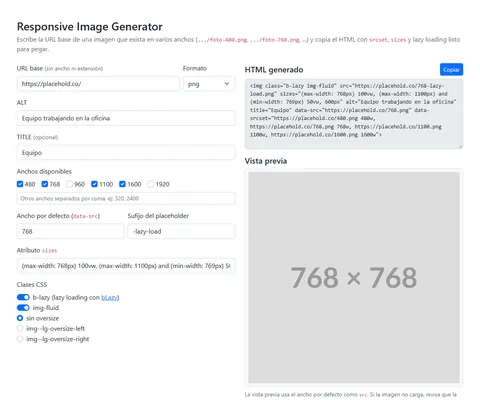 Responsive Image Generator
Escribe la URL base de una imagen que exista en varios anchos (.../foto-480.png, .../foto-768.png, …) y copia el HTML con srcset, sizes y lazy loading listo
para pegar.
URL base (sin ancho ni extensión)
Formato
https://placehold.co/
png
ALT
Equipo trabajando en la oficina
TITLE (opcional)
Equipo
Anchos disponibles
480 768 960 1100 1600 1920
Otros anchos separados por coma, ej: 320, 2400
Ancho por defecto (data-src)
Sufijo del placeholder
768
-lazy-load
Atributo sizes
(max-width: 768px) 100vw, (max-width: 1100px) and (min-width: 769px) 50
Clases CSS
b-lazy (lazy loading con bLazy)
img-fluid
sin oversize
img--lg-oversize-left
img--lg-oversize-right
HTML generado
Copiar
<img class="b-lazy img-fluid" src="https://placehold.co/768-lazy-
load.png" sizes="(max-width: 768px) 100vw, (max-width: 1100px) and
(min-width: 769px) 50vw, 600px" alt="Equipo trabajando en la oficina"
title="Equipo" data-src="https://placehold.co/768.png" data-
srcset="https://placehold.co/480.png 480w,
https://placehold.co/768.png 768w, https://placehold.co/1100.png
1100w, https://placehold.co/1600.png 1600w">
Vista previa
768 × 768
La vista previa usa el ancho por defecto como src. Si la imagen no carga, revisa que la